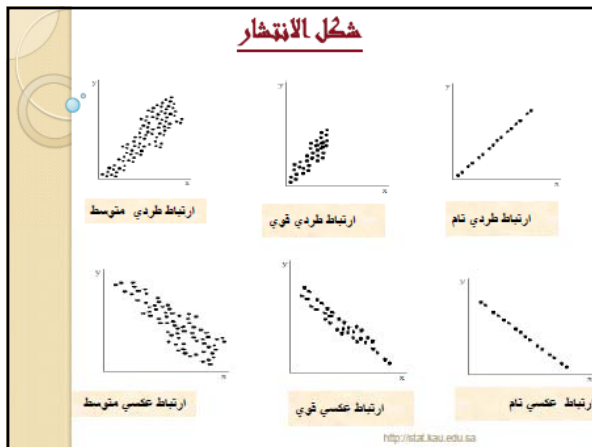 شكل الانتشار
y
x
ارتباط طردي تام
y
x
ارتباط طردي قوي
y
x
ارتباط طردي متوسط
y
x
ارتباط عكسي تام
y
x
ارتباط عكسي قوي
y
x
ارتباط عكسي متوسط
http://stat.kau.edu.sa